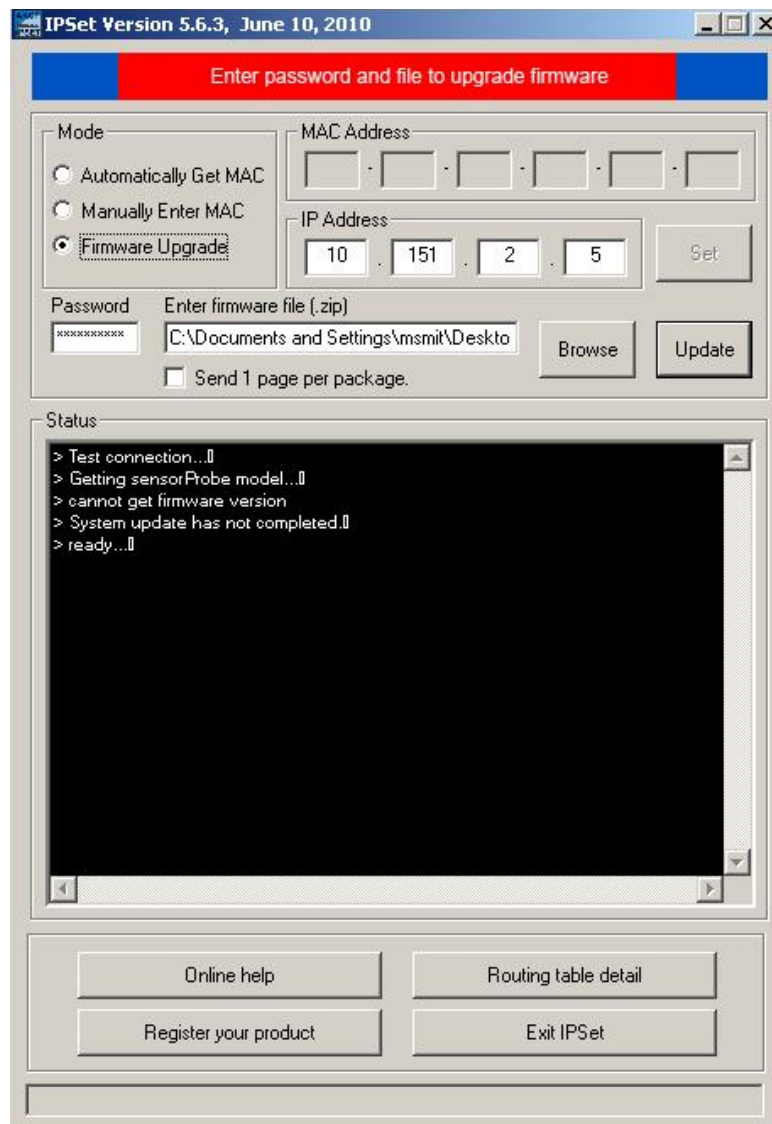 IPSet Version 5.6.3, June 10, 2010
Enter password and file to upgrade firmware
Mode
Automatically Get MAC
Manually Enter MAC
Firmware Upgrade
MAC Address
- - - - -
IP Address
10 . 151 . 2 . 5
Set
Password
Enter firmware file (.zip)
××××××××××
C:\Documents and Settings\msmit\Deskto
Browse
Update
Send 1 page per package.
Status
> Test connection...▯
> Getting sensorProbe model...▯
> cannot get firmware version
> System update has not completed.▯
> ready...▯
Online help
Routing table detail
Register your product
Exit IPSet